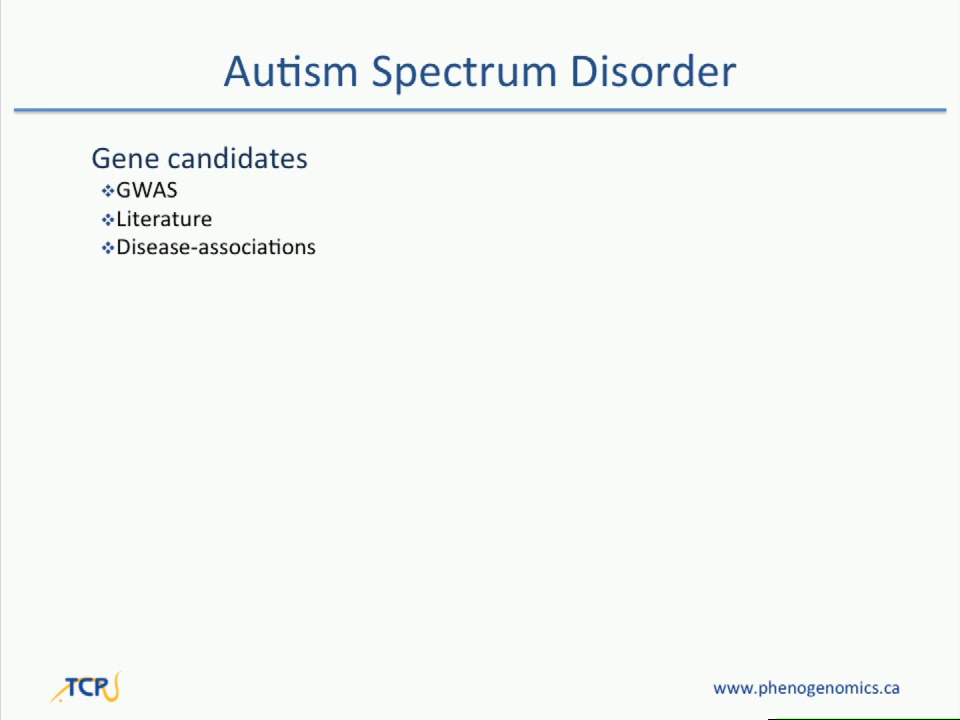 Autism Spectrum Disorder
Gene candidates
❖GWAS
❖Literature
❖Disease-associations
TCP
www.phenogenomics.ca